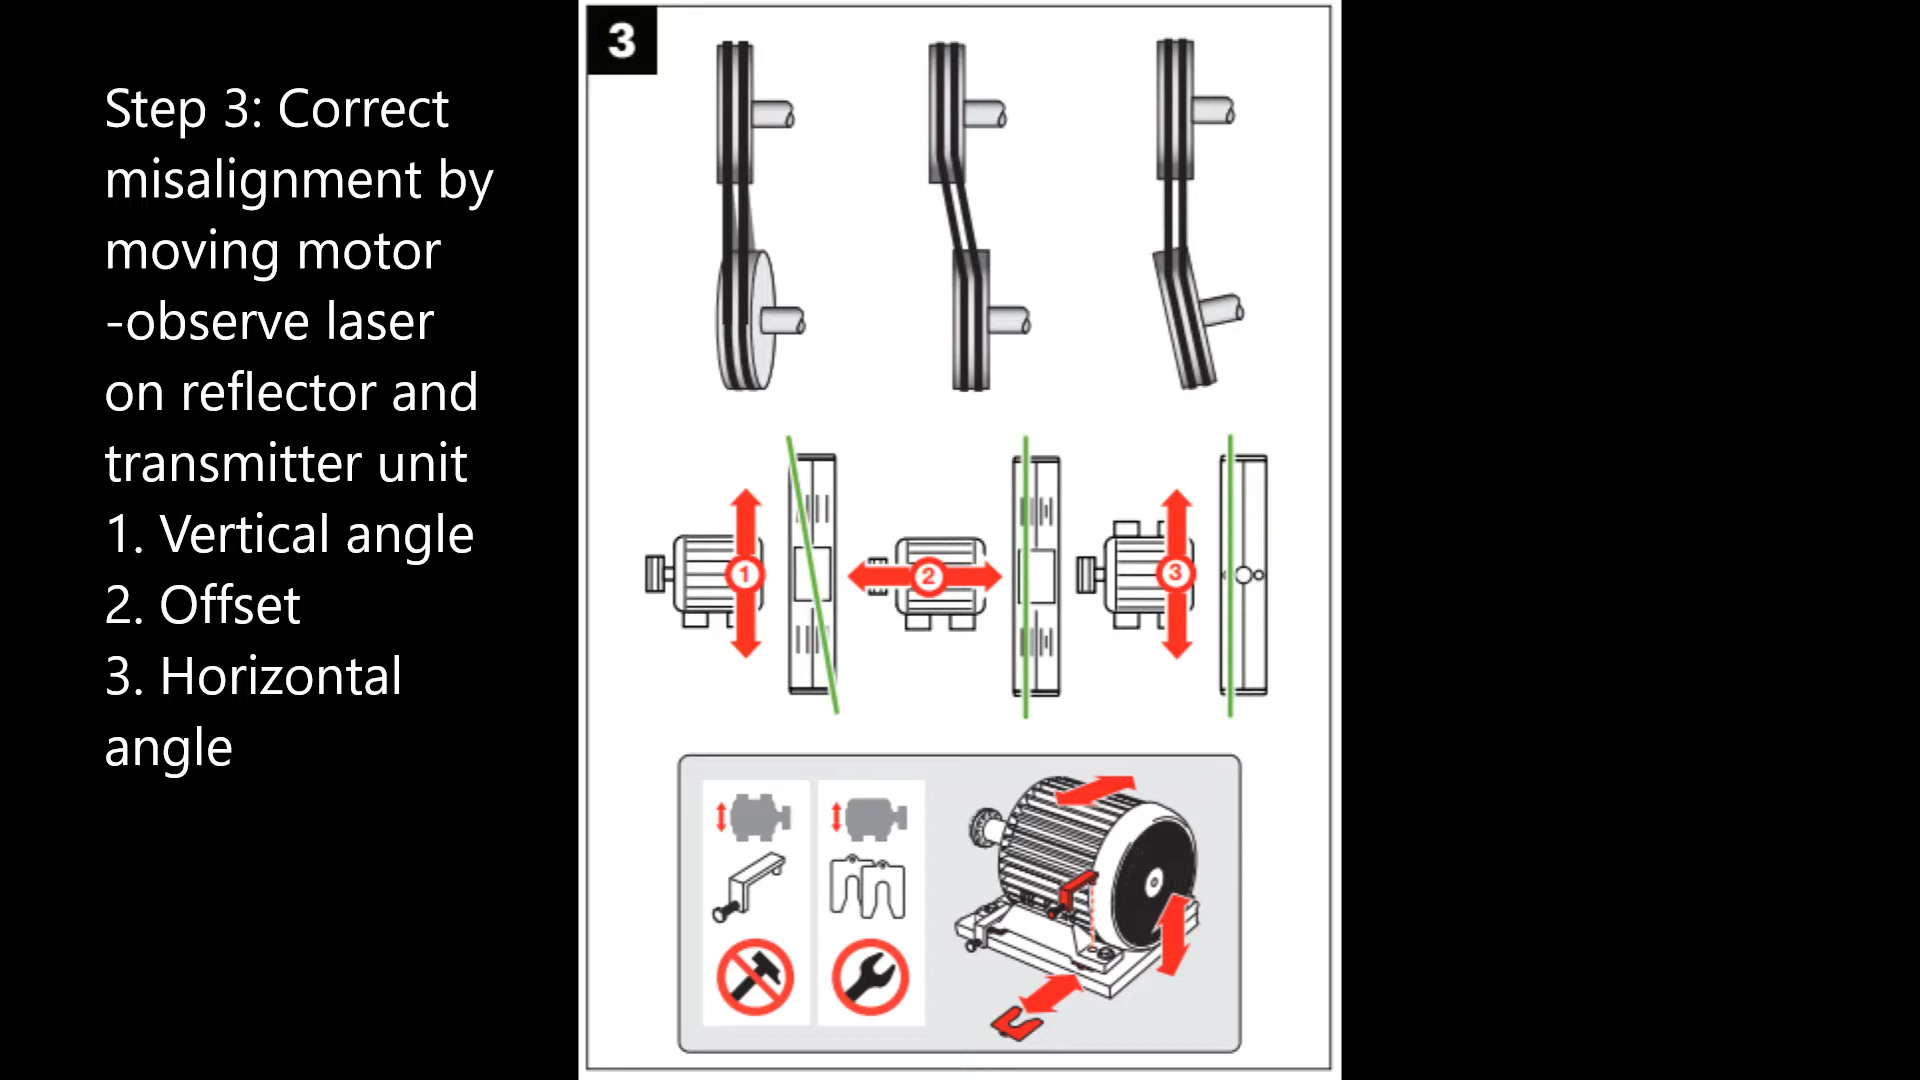 3
Step 3: Correct
misalignment by
moving motor
-observe laser
on reflector and
transmitter unit
1. Vertical angle
2. Offset
3. Horizontal
angle
1
2
3